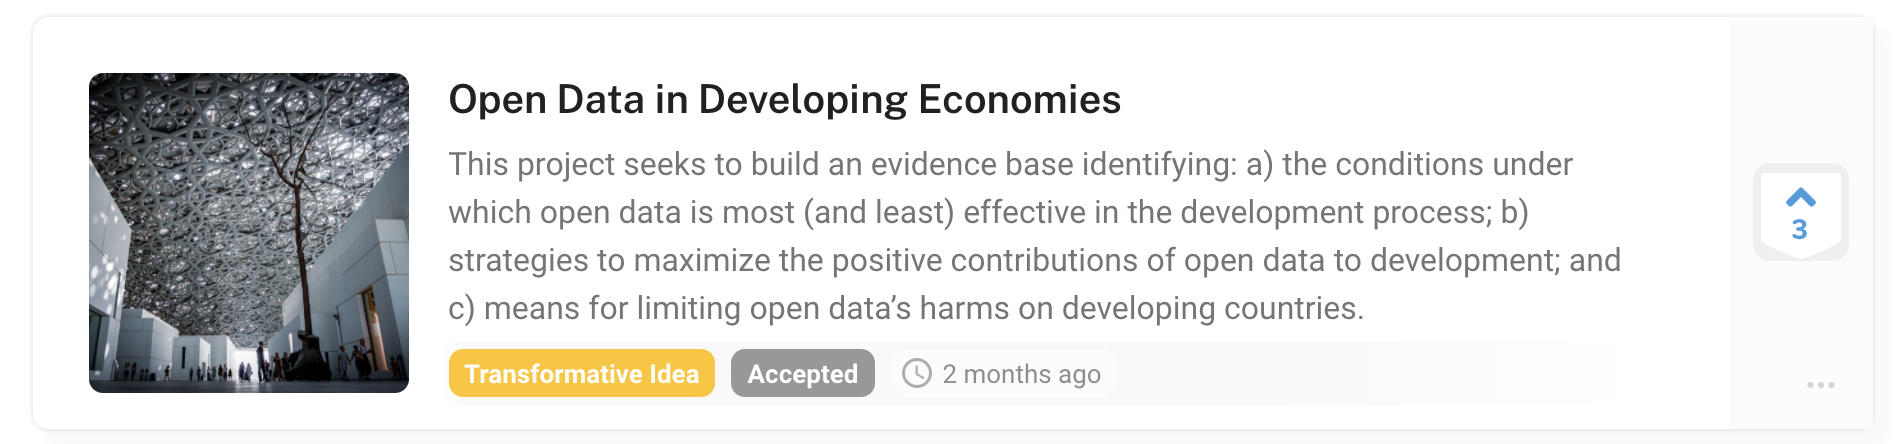 Open Data in Developing Economies
This project seeks to build an evidence base identifying: a) the conditions under
which open data is most (and least) effective in the development process; b)
strategies to maximize the positive contributions of open data to development; and
c) means for limiting open data’s harms on developing countries.
Transformative Idea Accepted 2 months ago
3